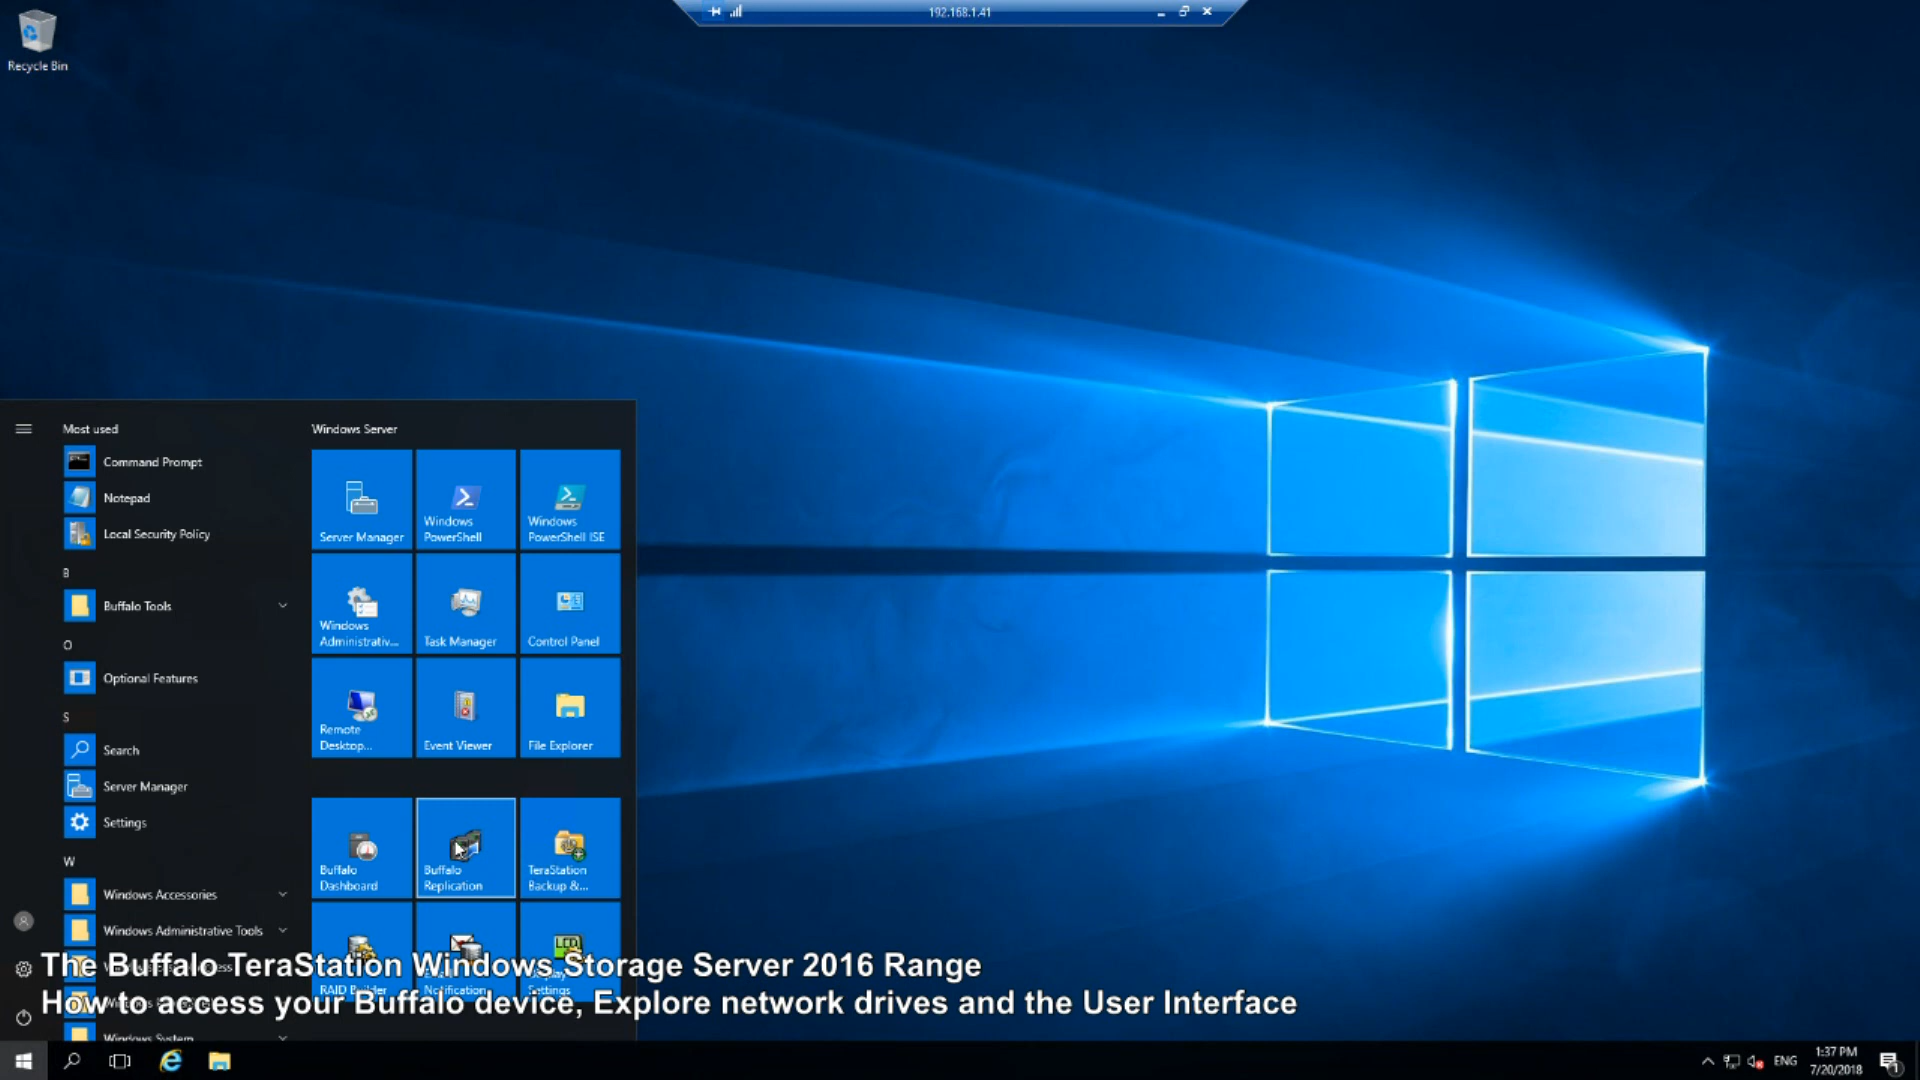 192.168.1.41
Recycle Bin
Most used
Command Prompt
Notepad
Local Security Policy
B
Buffalo Tools
O
Optional Features
S
Search
Server Manager
Settings
W
Windows Accessories
Windows Administrative Tools
Windows System
Windows Server
Server Manager
Windows
PowerShell
Windows
PowerShell ISE
Windows
Administrativ...
Task Manager
Control Panel
Remote
Desktop...
Event Viewer
File Explorer
Buffalo
Dashboard
Buffalo
Replication
TeraStation
Backup &...
RAID Builder
Notification
Settings
The Buffalo TeraStation Windows Storage Server 2016 Range
How to access your Buffalo device, Explore network drives and the User Interface
ENG
1:37 PM
7/20/2018
1